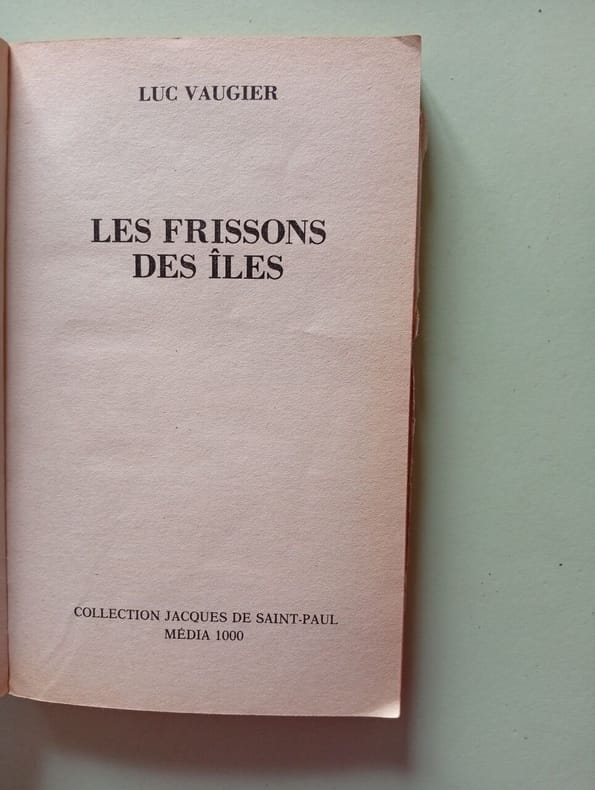 LUC VAUGIER
LES FRISSONS
DES ÎLES
COLLECTION JACQUES DE SAINT-PAUL
MÉDIA 1000